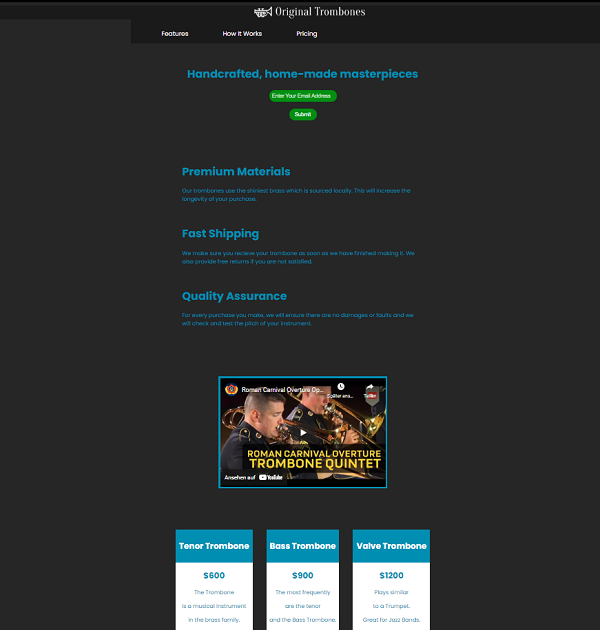 Original Trombones
Features How It Works Pricing
Handcrafted, home-made masterpieces
Enter Your Email Address
Submit
Premium Materials
Our trombones use the shiniest brass which is sourced locally. This will increase the
longevity of your purchase.
Fast Shipping
We make sure you recieve your trombone as soon as we have finished making it. We
also provide free returns if you are not satisfied.
Quality Assurance
For every purchase you make, we will ensure there are no damages or faults and we
will check and test the pitch of your instrument.
Roman Carnival Overture Op...
Später ans...
Teilen
ROMAN CARNIVAL OVERTURE
TROMBONE QUINTET
Ansehen auf YouTube
Tenor Trombone
$600
The Trombone
is a musical instrument
in the brass family.
Bass Trombone
$900
The most frequently
are the tenor
and the Bass Trombone.
Valve Trombone
$1200
Plays similar
to a Trumpet.
Great for Jazz Bands.